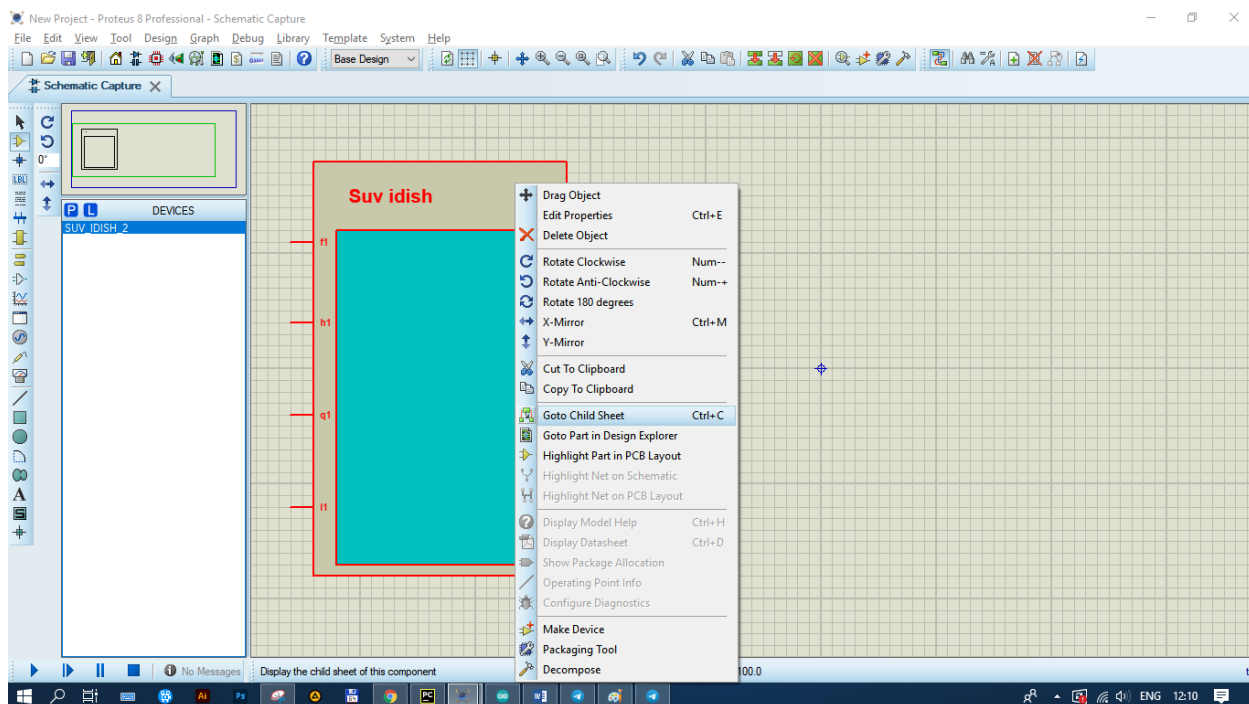 New Project - Proteus 8 Professional - Schematic Capture
File Edit View Tool Design Graph Debug Library Template System Help
Base Design
Schematic Capture
0°
LBL
P L DEVICES
SUV_IDISH_2
Suv idish
f1
h1
q1
l1
Drag Object
Edit Properties Ctrl+E
Delete Object
Rotate Clockwise Num--
Rotate Anti-Clockwise Num-+
Rotate 180 degrees
X-Mirror Ctrl+M
Y-Mirror
Cut To Clipboard
Copy To Clipboard
Goto Child Sheet Ctrl+C
Goto Part in Design Explorer
Highlight Part in PCB Layout
Highlight Net on Schematic
Highlight Net on PCB Layout
Display Model Help Ctrl+H
Display Datasheet Ctrl+D
Show Package Allocation
Operating Point Info
Configure Diagnostics
Make Device
Packaging Tool
Decompose
A
S
No Messages Display the child sheet of this component 100.0 t
Ai Ps PC W ENG 12:10